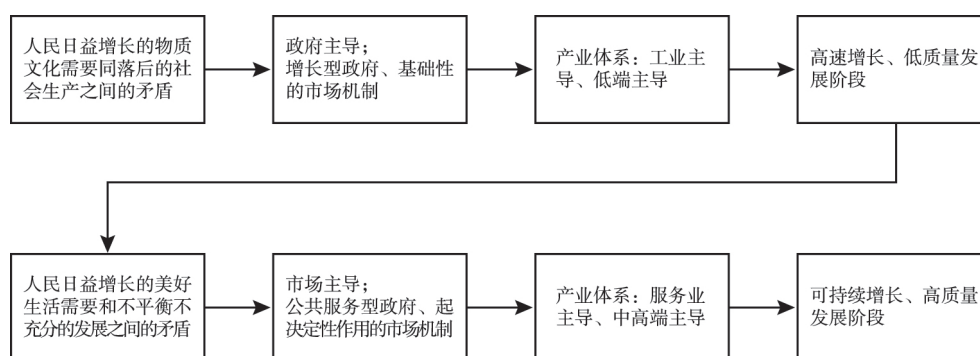 人民日益增长的物质
文化需要同落后的社
会生产之间的矛盾
政府主导；
增长型政府、基础性
的市场机制
产业体系：工业主
导、低端主导
高速增长、低质量发
展阶段
人民日益增长的美好
生活需要和不平衡不
充分的发展之间的矛盾
市场主导；
公共服务型政府、起
决定性作用的市场机制
产业体系：服务业
主导、中高端主导
可持续增长、高质量
发展阶段